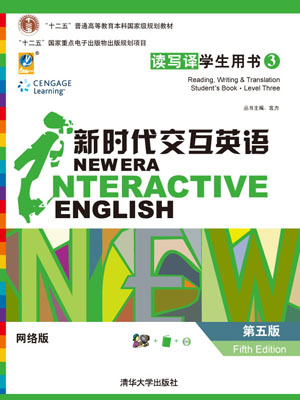 "十二五"普通高等教育本科国家级规划教材
"十二五"国家重点电子出版物出版规划项目
读写译学生用书3
Reading, Writing & Translation
Student's Book · Level Three
CENGAGE
Learning™
丛书主编：宫力
新时代交互英语
NEW ERA
iNTERACTIVE
ENGLISH
NEW
网络版
第五版
Fifth Edition
清华大学出版社